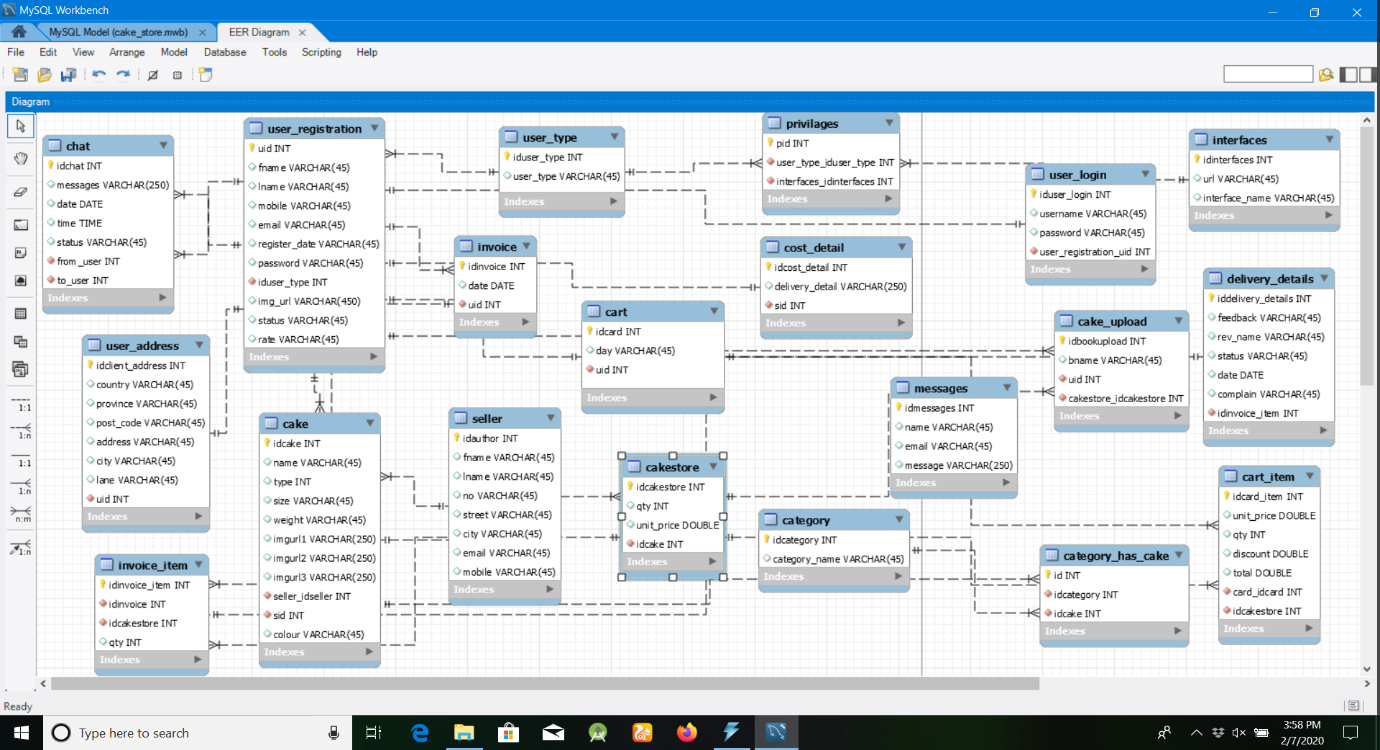 MySQL Workbench
MySQL Model (cake_store.mwb)
EER Diagram
File Edit View Arrange Model Database Tools Scripting Help
Diagram
1:1
1:n
1:1
1:n
n:m
1:n
chat
idchat INT
messages VARCHAR(250)
date DATE
time TIME
status VARCHAR(45)
from_user INT
to_user INT
Indexes
user_registration
uid INT
fname VARCHAR(45)
lname VARCHAR(45)
mobile VARCHAR(45)
email VARCHAR(45)
register_date VARCHAR(45)
password VARCHAR(45)
iduser_type INT
img_url VARCHAR(450)
status VARCHAR(45)
rate VARCHAR(45)
Indexes
user_type
iduser_type INT
user_type VARCHAR(45)
Indexes
privilages
pid INT
user_type_iduser_type INT
interfaces_idinterfaces INT
Indexes
user_login
iduser_login INT
username VARCHAR(45)
password VARCHAR(45)
user_registration_uid INT
Indexes
interfaces
idinterfaces INT
url VARCHAR(45)
interface_name VARCHAR(45)
Indexes
invoice
idinvoice INT
date DATE
uid INT
Indexes
cost_detail
idcost_detail INT
delivery_detail VARCHAR(250)
sid INT
Indexes
delivery_details
iddelivery_details INT
feedback VARCHAR(45)
rev_name VARCHAR(45)
status VARCHAR(45)
date DATE
complain VARCHAR(45)
idinvoice_item INT
Indexes
cart
idcard INT
day VARCHAR(45)
uid INT
Indexes
cake_upload
idbookupload INT
bname VARCHAR(45)
uid INT
cakestore_idcakestore INT
Indexes
user_address
idclient_address INT
country VARCHAR(45)
province VARCHAR(45)
post_code VARCHAR(45)
address VARCHAR(45)
city VARCHAR(45)
lane VARCHAR(45)
uid INT
Indexes
messages
idmessages INT
name VARCHAR(45)
email VARCHAR(45)
message VARCHAR(250)
Indexes
cake
idcake INT
name VARCHAR(45)
type INT
size VARCHAR(45)
weight VARCHAR(45)
imgurl1 VARCHAR(250)
imgurl2 VARCHAR(250)
imgurl3 VARCHAR(250)
seller_idseller INT
sid INT
colour VARCHAR(45)
Indexes
seller
idauthor INT
fname VARCHAR(45)
lname VARCHAR(45)
no VARCHAR(45)
street VARCHAR(45)
city VARCHAR(45)
email VARCHAR(45)
mobile VARCHAR(45)
Indexes
cakestore
idcakestore INT
qty INT
unit_price DOUBLE
idcake INT
Indexes
category
idcategory INT
category_name VARCHAR(45)
Indexes
cart_item
idcard_item INT
unit_price DOUBLE
qty INT
discount DOUBLE
total DOUBLE
card_idcard INT
idcakestore INT
Indexes
category_has_cake
id INT
idcategory INT
idcake INT
Indexes
invoice_item
idinvoice_item INT
idinvoice INT
idcakestore INT
qty INT
Indexes
Ready
Type here to search
3:58 PM
2/7/2020